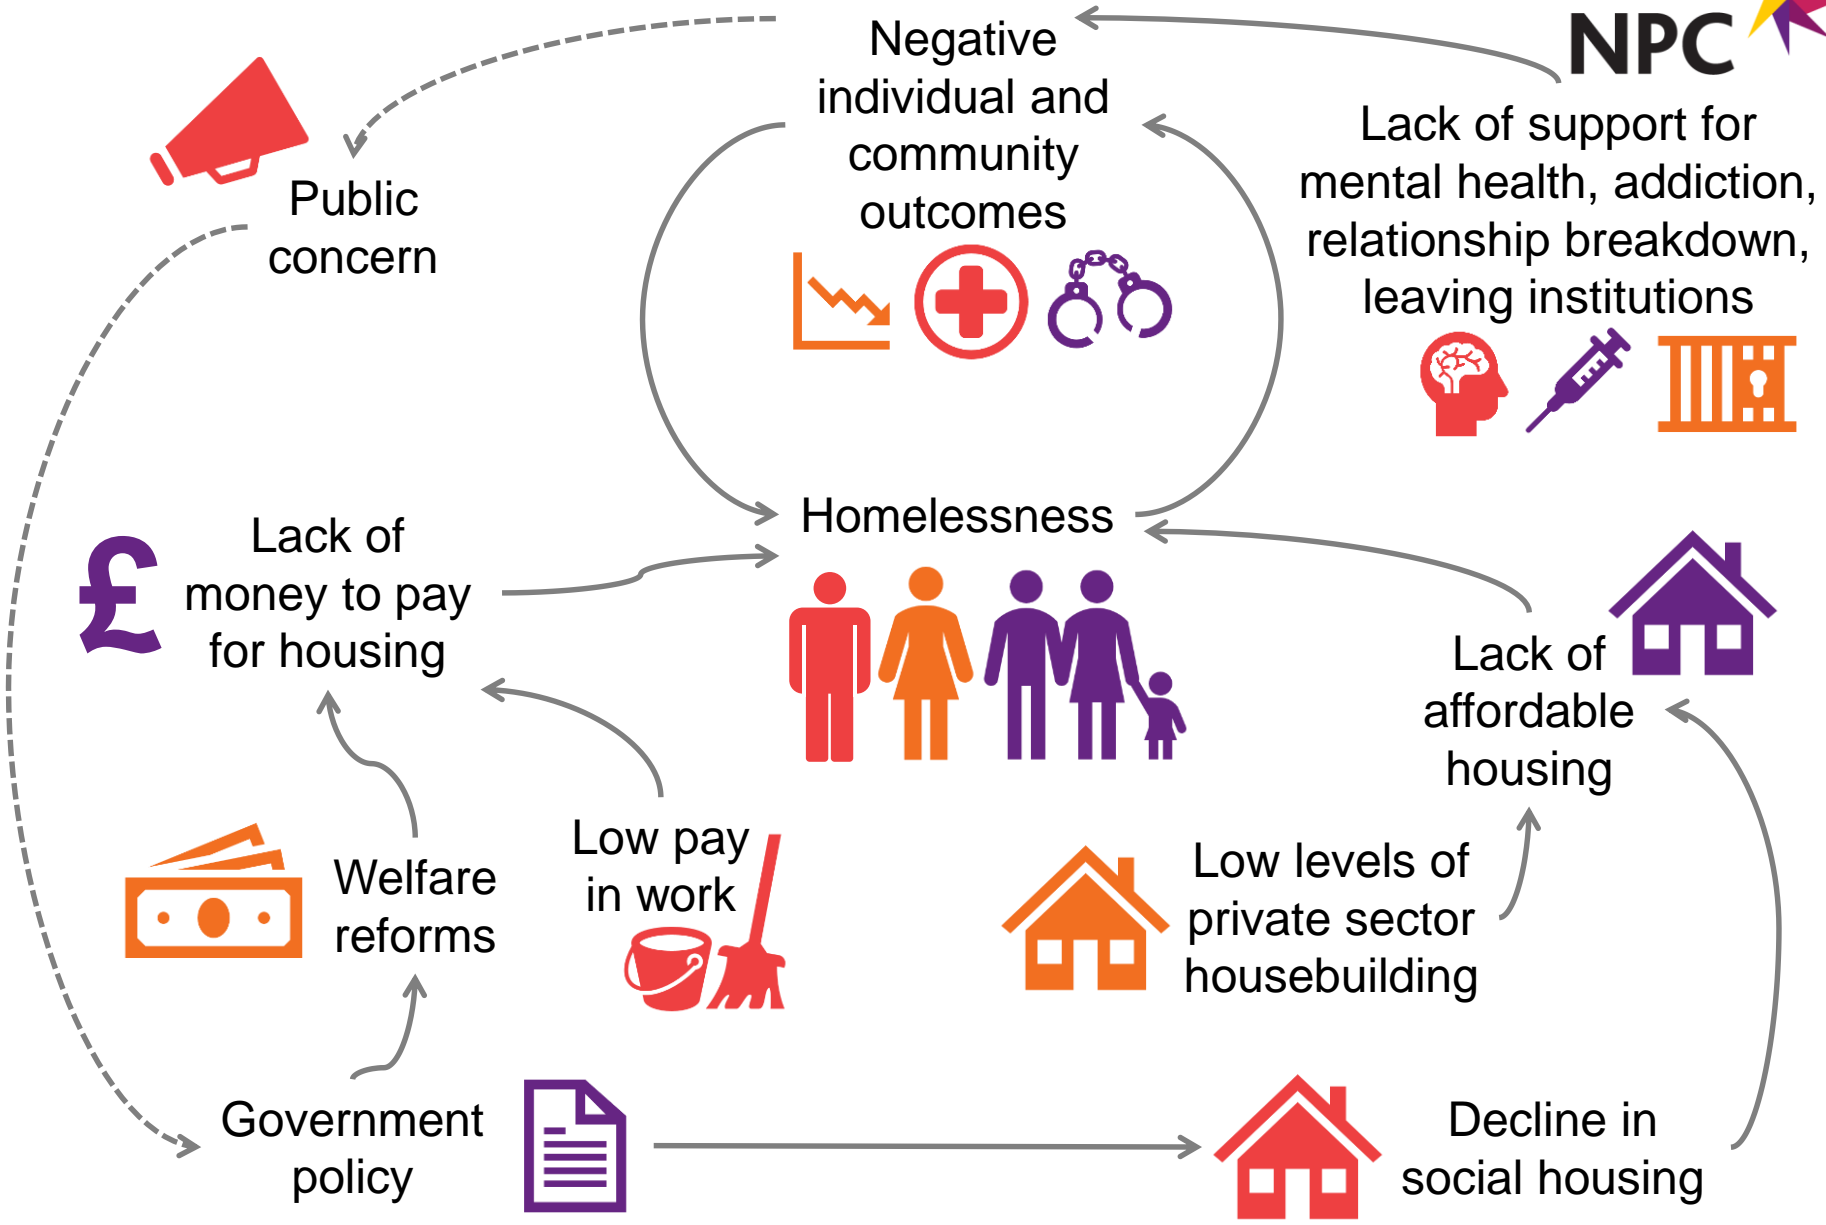 NPC
Negative
individual and
community
outcomes
Lack of support for
mental health, addiction,
relationship breakdown,
leaving institutions
Public
concern
Homelessness
£
Lack of
money to pay
for housing
Lack of
affordable
housing
Welfare
reforms
Low pay
in work
Low levels of
private sector
housebuilding
Government
policy
Decline in
social housing